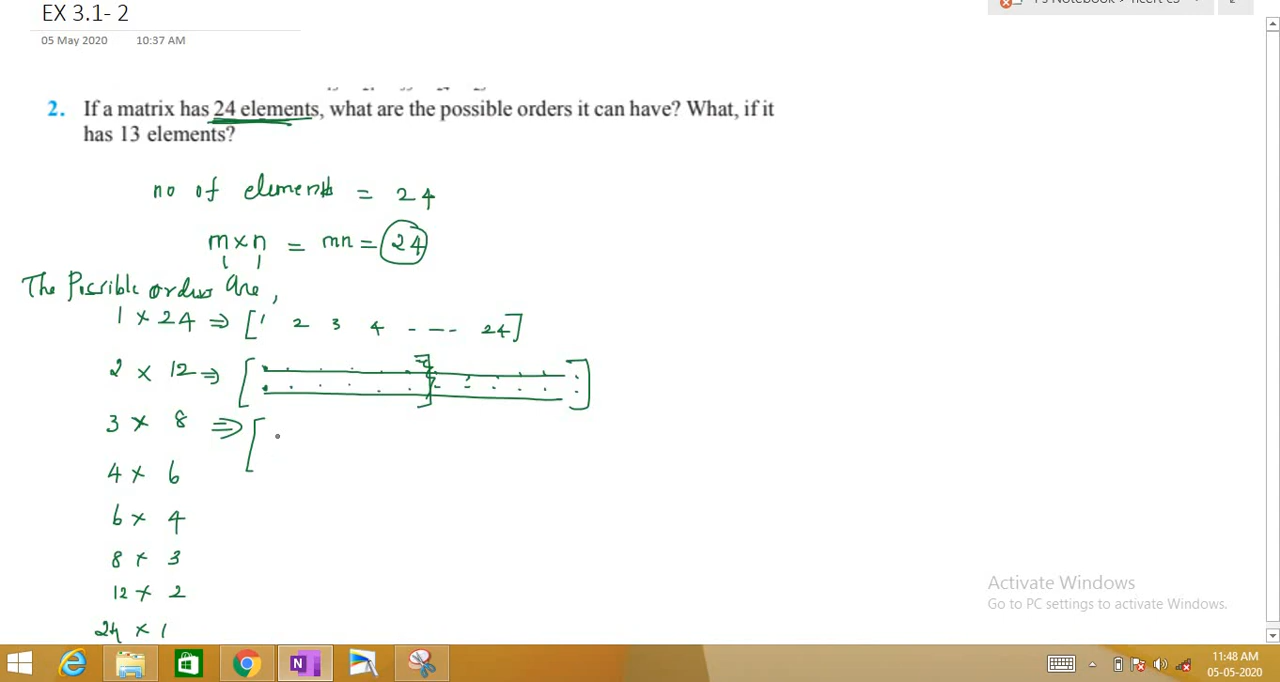 EX 3.1- 2
05 May 2020 10:37 AM
2. If a matrix has 24 elements, what are the possible orders it can have? What, if it
has 13 elements?
no of elements = 24
m × n = mn = 24
The Possible orders are,
1 × 24 ⇒ [1 2 3 4 - -- - 24]
2 × 12 ⇒ [ ]
3 × 8 ⇒ [
4 × 6
6 × 4
8 × 3
12 × 2
24 × 1
Activate Windows
Go to PC settings to activate Windows.
11:48 AM
05-05-2020